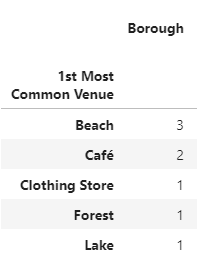 Borough
1st Most
Common Venue
Beach 3
Café 2
Clothing Store 1
Forest 1
Lake 1